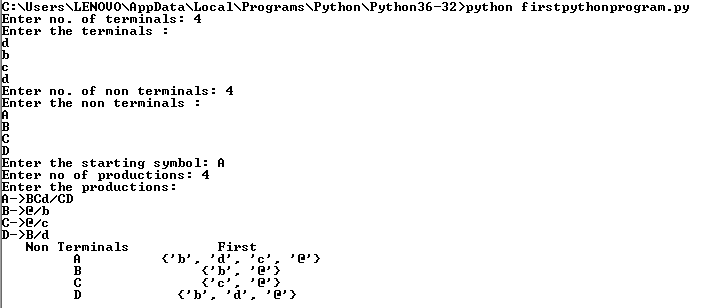 C:\Users\LENOVO\AppData\Local\Programs\Python\Python36-32>python firstpythonprogram.py
Enter no. of terminals: 4
Enter the terminals :
d
b
c
d
Enter no. of non terminals: 4
Enter the non terminals :
A
B
C
D
Enter the starting symbol: A
Enter no of productions: 4
Enter the productions:
A->BCd/CD
B->@/b
C->@/c
D->B/d
Non Terminals First
A {'b', 'd', 'c', '@'}
B {'b', '@'}
C {'c', '@'}
D {'b', 'd', '@'}